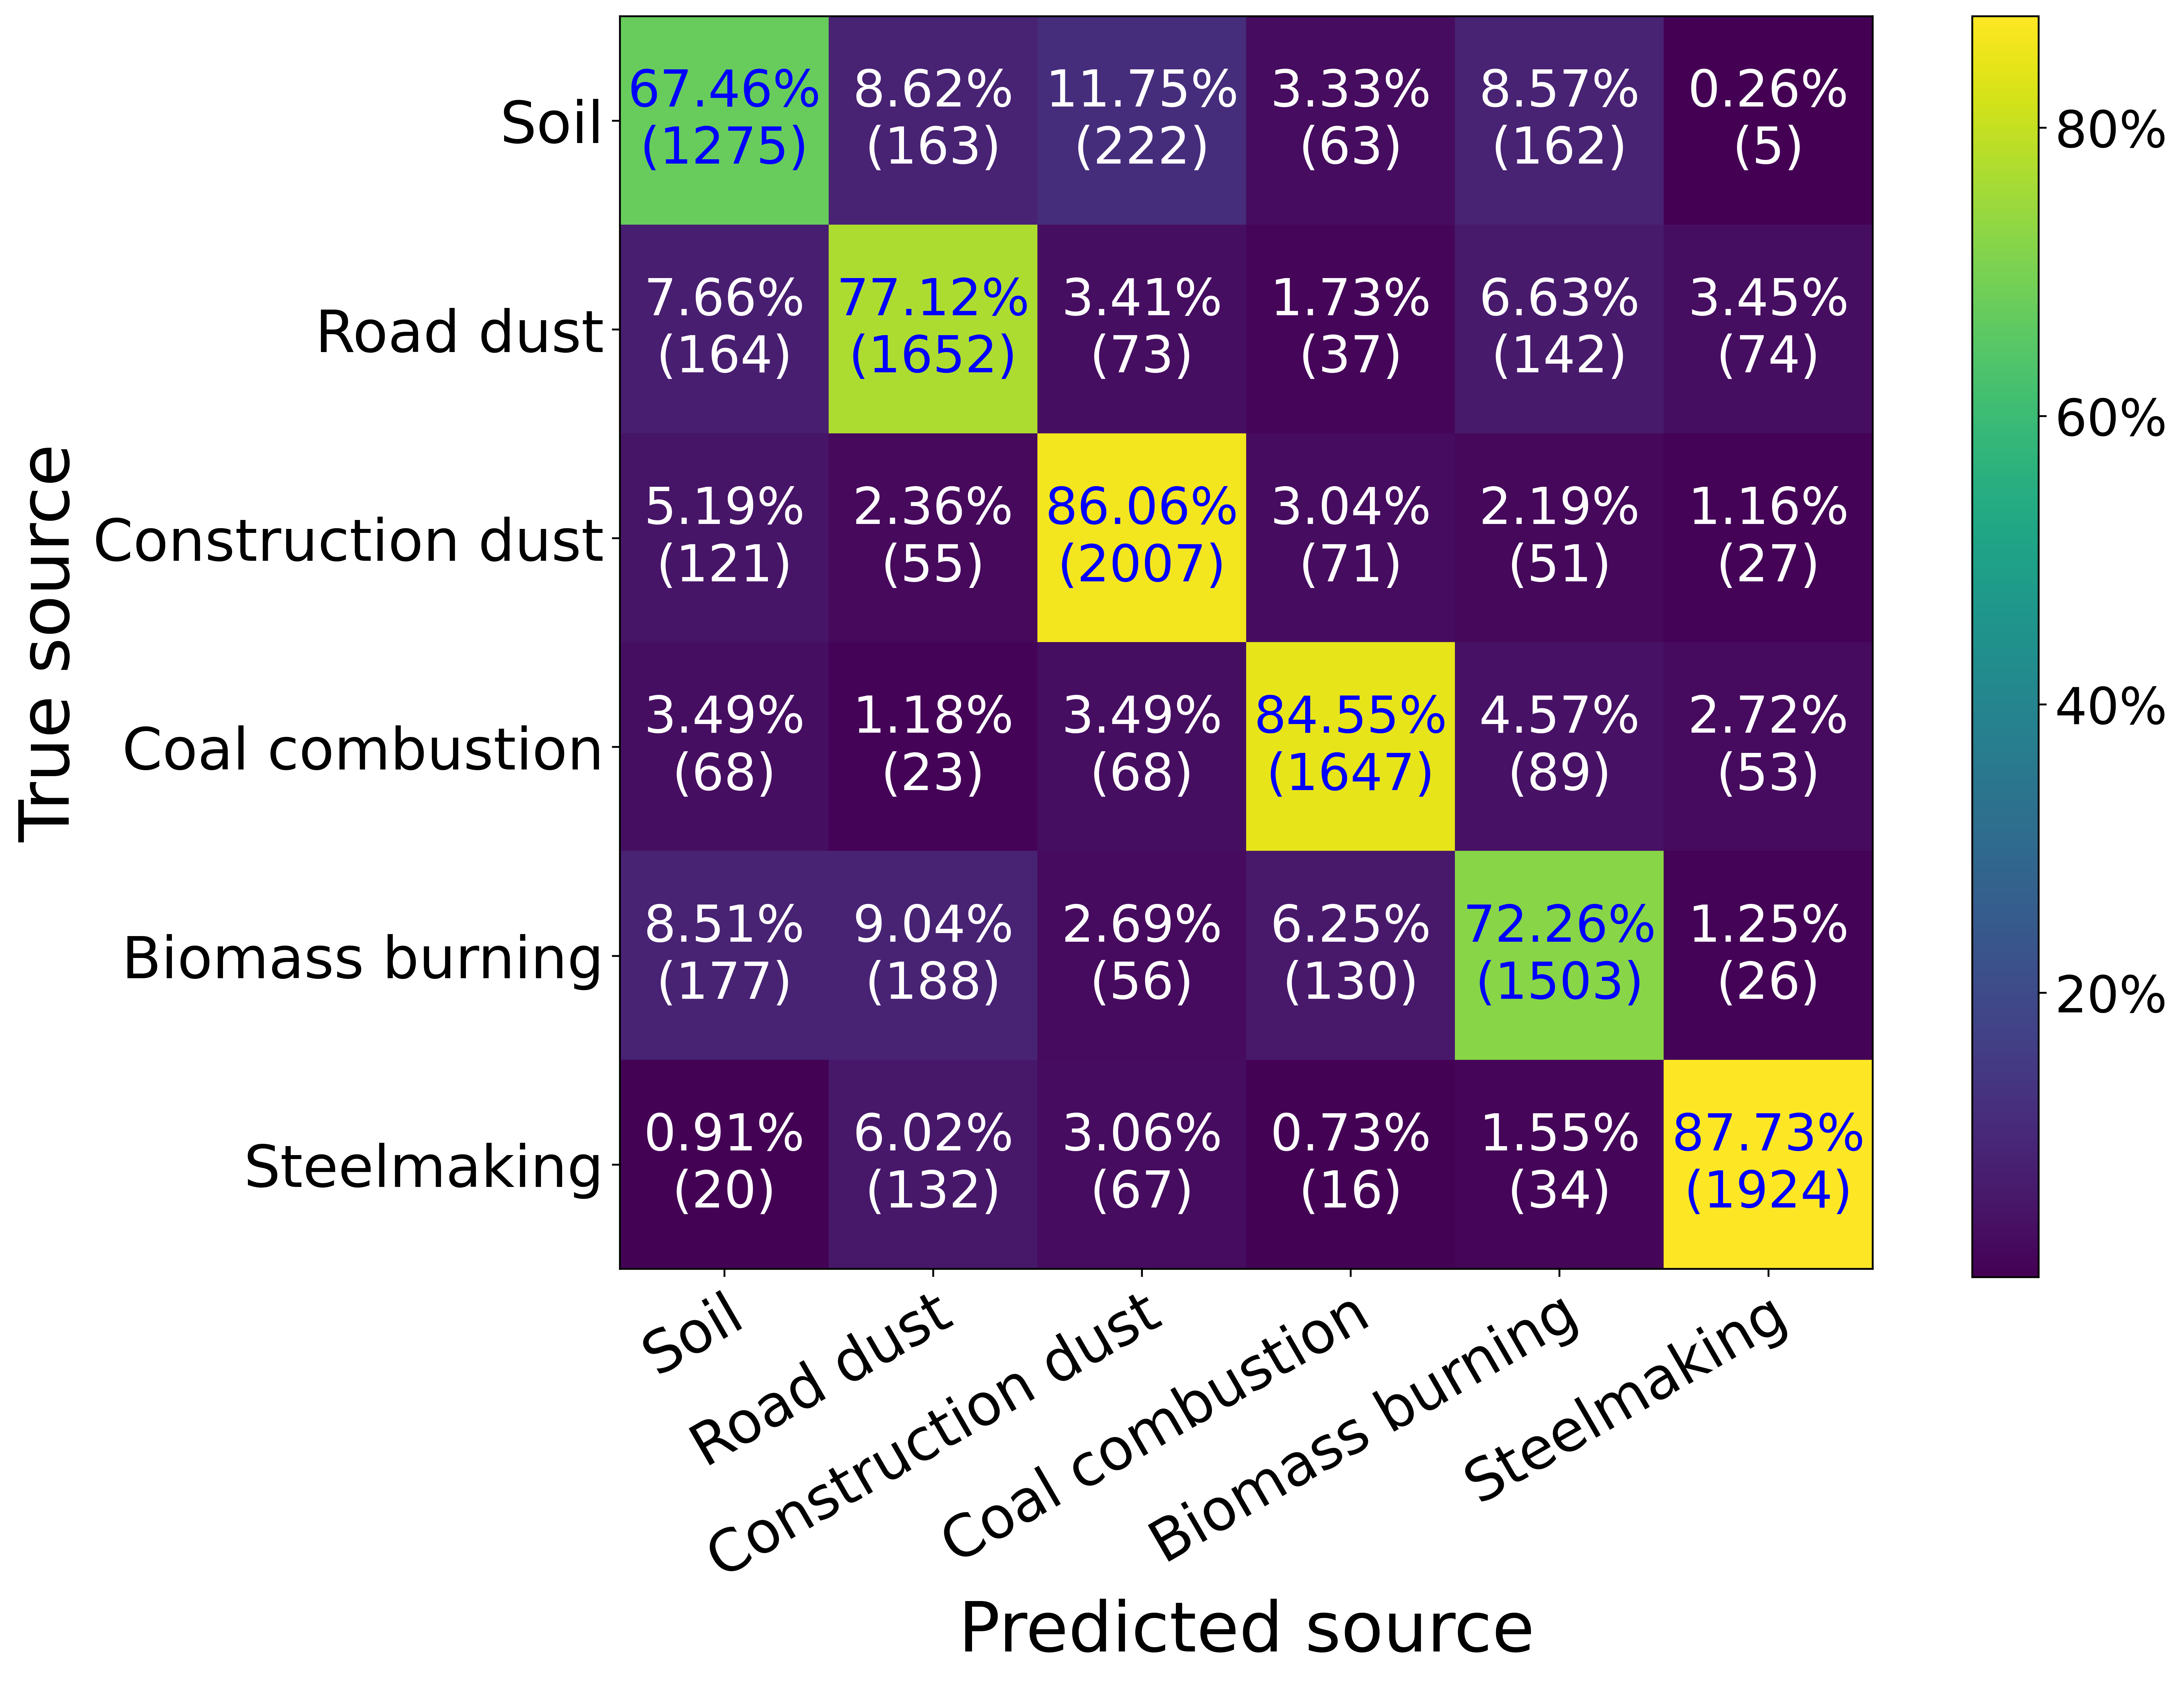 67.46% 8.62% 11.75% 3.33% 8.57% 0.26%
Soil
(1275) (163) (222) (63) (162) (5)
7.66% 77.12% 3.41% 1.73% 6.63% 3.45%
Road dust
(164) (1652) (73) (37) (142) (74)
5.19% 2.36% 86.06% 3.04% 2.19% 1.16%
Construction dust
(121) (55) (2007) (71) (51) (27)
3.49% 1.18% 3.49% 84.55% 4.57% 2.72%
Coal combustion
(68) (23) (68) (1647) (89) (53)
8.51% 9.04% 2.69% 6.25% 72.26% 1.25%
Biomass burning
(177) (188) (56) (130) (1503) (26)
0.91% 6.02% 3.06% 0.73% 1.55% 87.73%
Steelmaking
(20) (132) (67) (16) (34) (1924)
True source
Soil
Road dust
Construction dust
Coal combustion
Biomass burning
Steelmaking
Predicted source
80%
60%
40%
20%